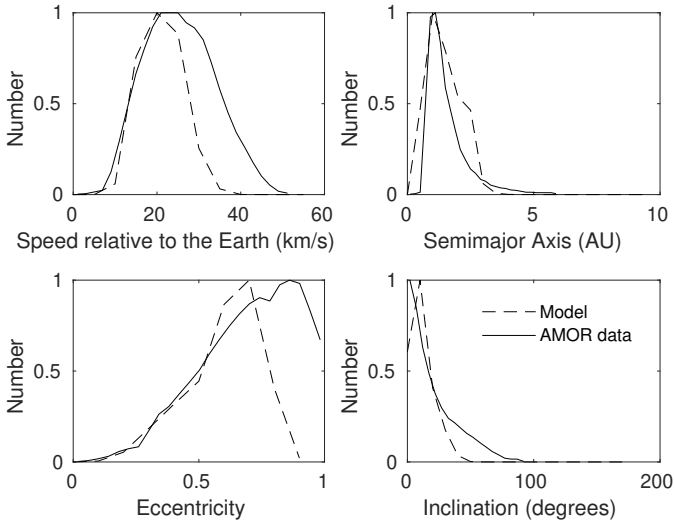 1
0.5
0
Number
0 20 40 60
Speed relative to the Earth (km/s)
1
0.5
0
Number
0 5 10
Semimajor Axis (AU)
1
0.5
0
Number
0 0.5 1
Eccentricity
1
0.5
0
Number
Model
AMOR data
0 100 200
Inclination (degrees)